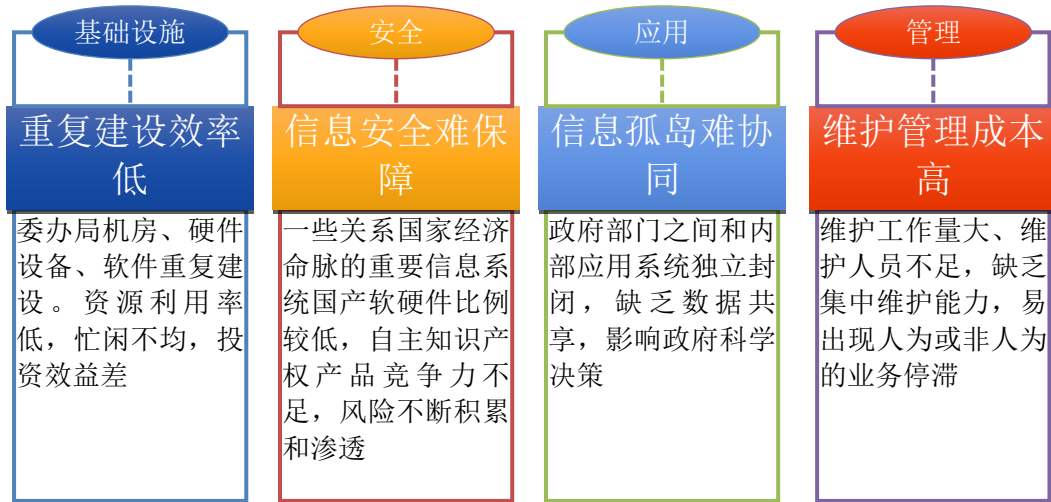 基础设施
重复建设效率
低
委办局机房、硬件
设备、软件重复建
设。资源利用率
低，忙闲不均，投
资效益差
安全
信息安全难保
障
一些关系国家经济
命脉的重要信息系
统国产软硬件比例
较低，自主知识产
权产品竞争力不
足，风险不断积累
和渗透
应用
信息孤岛难协
同
政府部门之间和内
部应用系统独立封
闭，缺乏数据共
享，影响政府科学
决策
管理
维护管理成本
高
维护工作量大、维
护人员不足，缺乏
集中维护能力，易
出现人为或非人为
的业务停滞